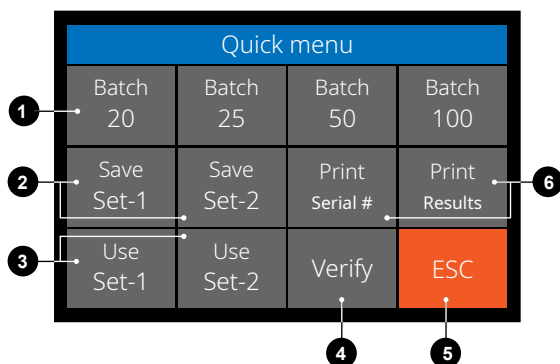 Quick menu
Batch Batch Batch Batch
1 20 25 50 100
Save Save Print Print
2 Set-1 Set-2 Serial # Results 6
Use Use
3 Set-1 Set-2 Verify ESC
4 5